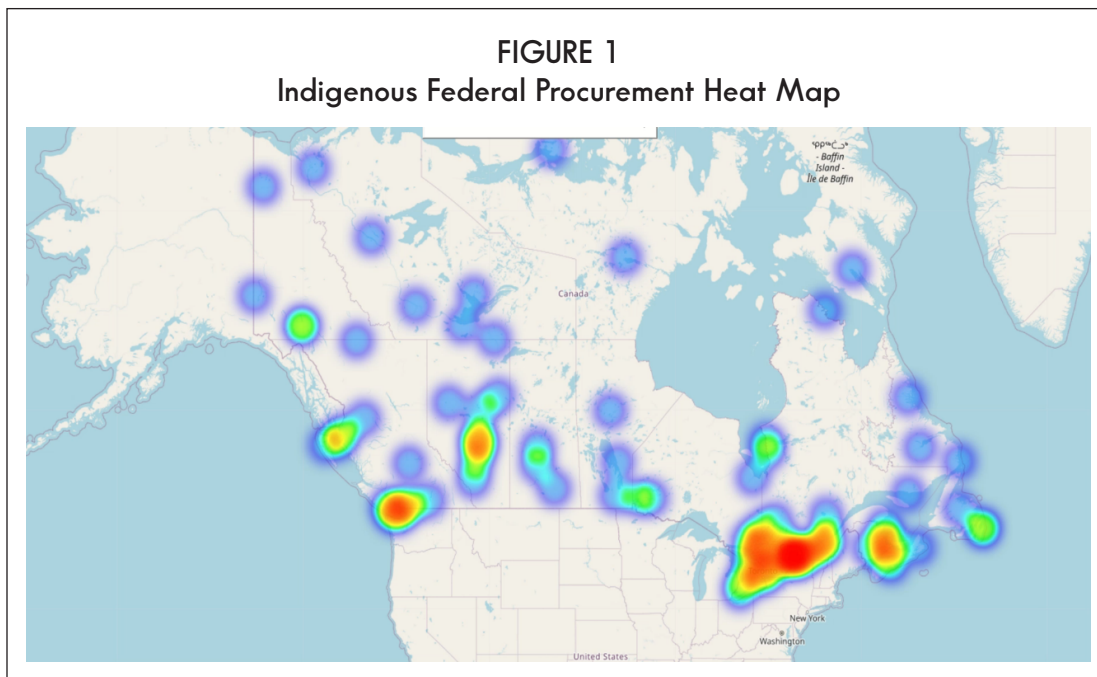 FIGURE 1
Indigenous Federal Procurement Heat Map
- Baffin
Island -
Île de Baffin
Canada
New York
Washington
United States